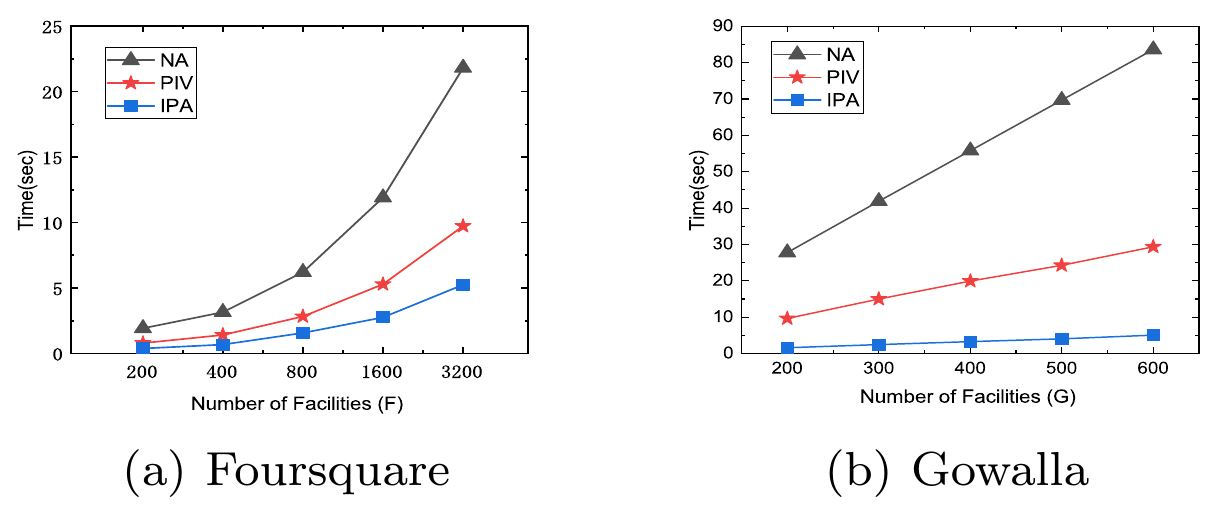 25
20
15
10
5
0
Time(sec)
NA
PIV
IPA
200 400 800 1600 3200
Number of Facilities (F)
(a) Foursquare
90
80
70
60
50
40
30
20
10
0
Time(sec)
NA
PIV
IPA
200 300 400 500 600
Number of Facilities (G)
(b) Gowalla